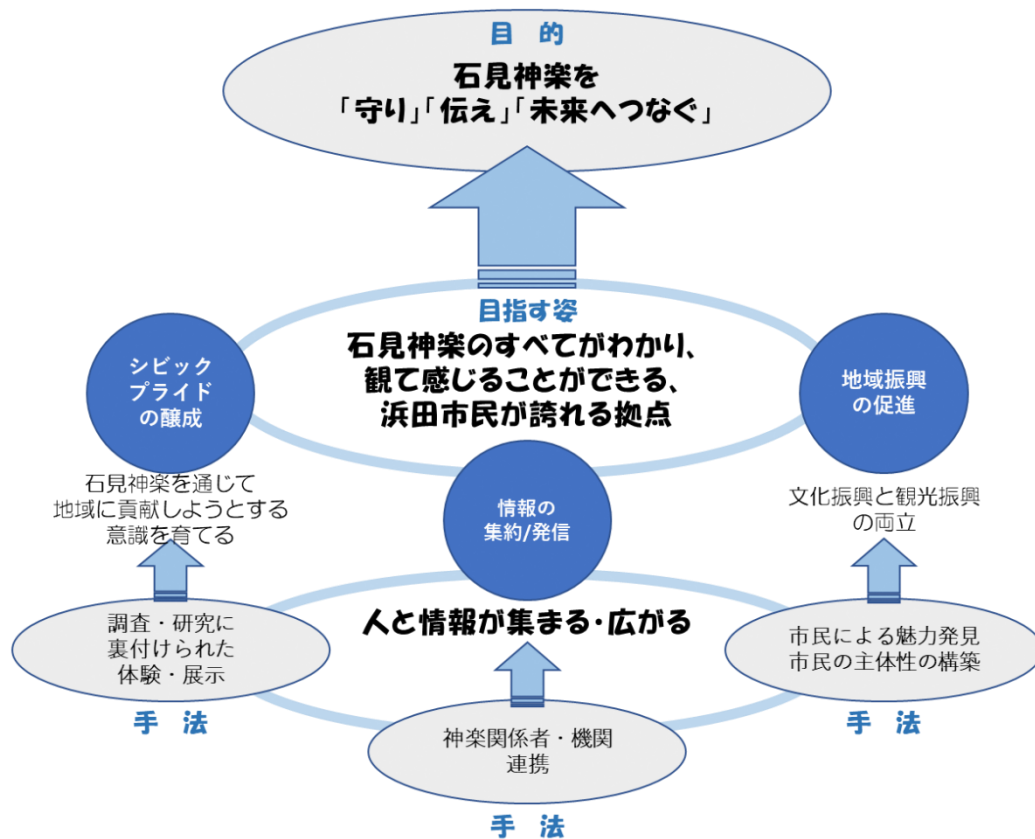 目 的
石見神楽を
「守り」「伝え」「未来へつなぐ」
目指す姿
石見神楽のすべてがわかり、
観て感じることができる、
浜田市民が誇れる拠点
シビック
プライド
の醸成
石見神楽を通じて
地域に貢献しようとする
意識を育てる
情報の
集約/発信
地域振興
の促進
文化振興と観光振興
の両立
人と情報が集まる・広がる
調査・研究に
裏付けられた
体験・展示
手 法
神楽関係者・機関
連携
手 法
市民による魅力発見
市民の主体性の構築
手 法